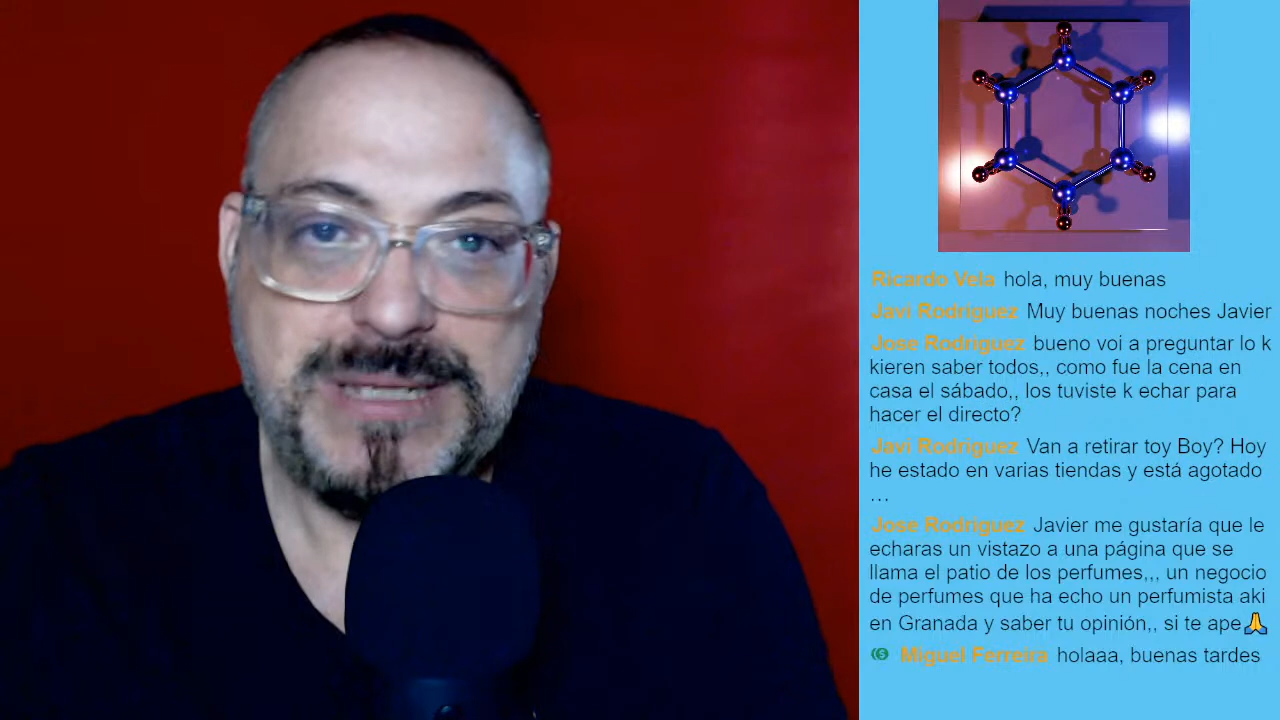 Ricardo Vela hola, muy buenas
Javi Rodriguez Muy buenas noches Javier
Jose Rodriguez bueno voi a preguntar lo k
kieren saber todos,, como fue la cena en
casa el sábado,, los tuviste k echar para
hacer el directo?
Javi Rodriguez Van a retirar toy Boy? Hoy
he estado en varias tiendas y está agotado
…
Jose Rodriguez Javier me gustaría que le
echaras un vistazo a una página que se
llama el patio de los perfumes,,, un negocio
de perfumes que ha echo un perfumista aki
en Granada y saber tu opinión,, si te ape🙏
Miguel Ferreira holaaa, buenas tardes